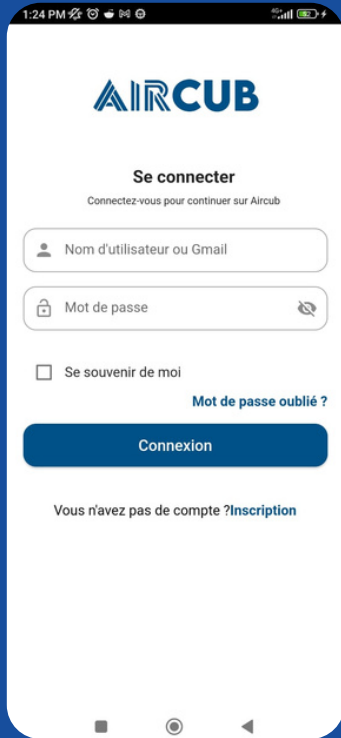 1:24 PM
4G+
AIRCUB
Se connecter
Connectez-vous pour continuer sur Aircub
Nom d'utilisateur ou Gmail
Mot de passe
Se souvenir de moi
Mot de passe oublié ?
Connexion
Vous n'avez pas de compte ?Inscription